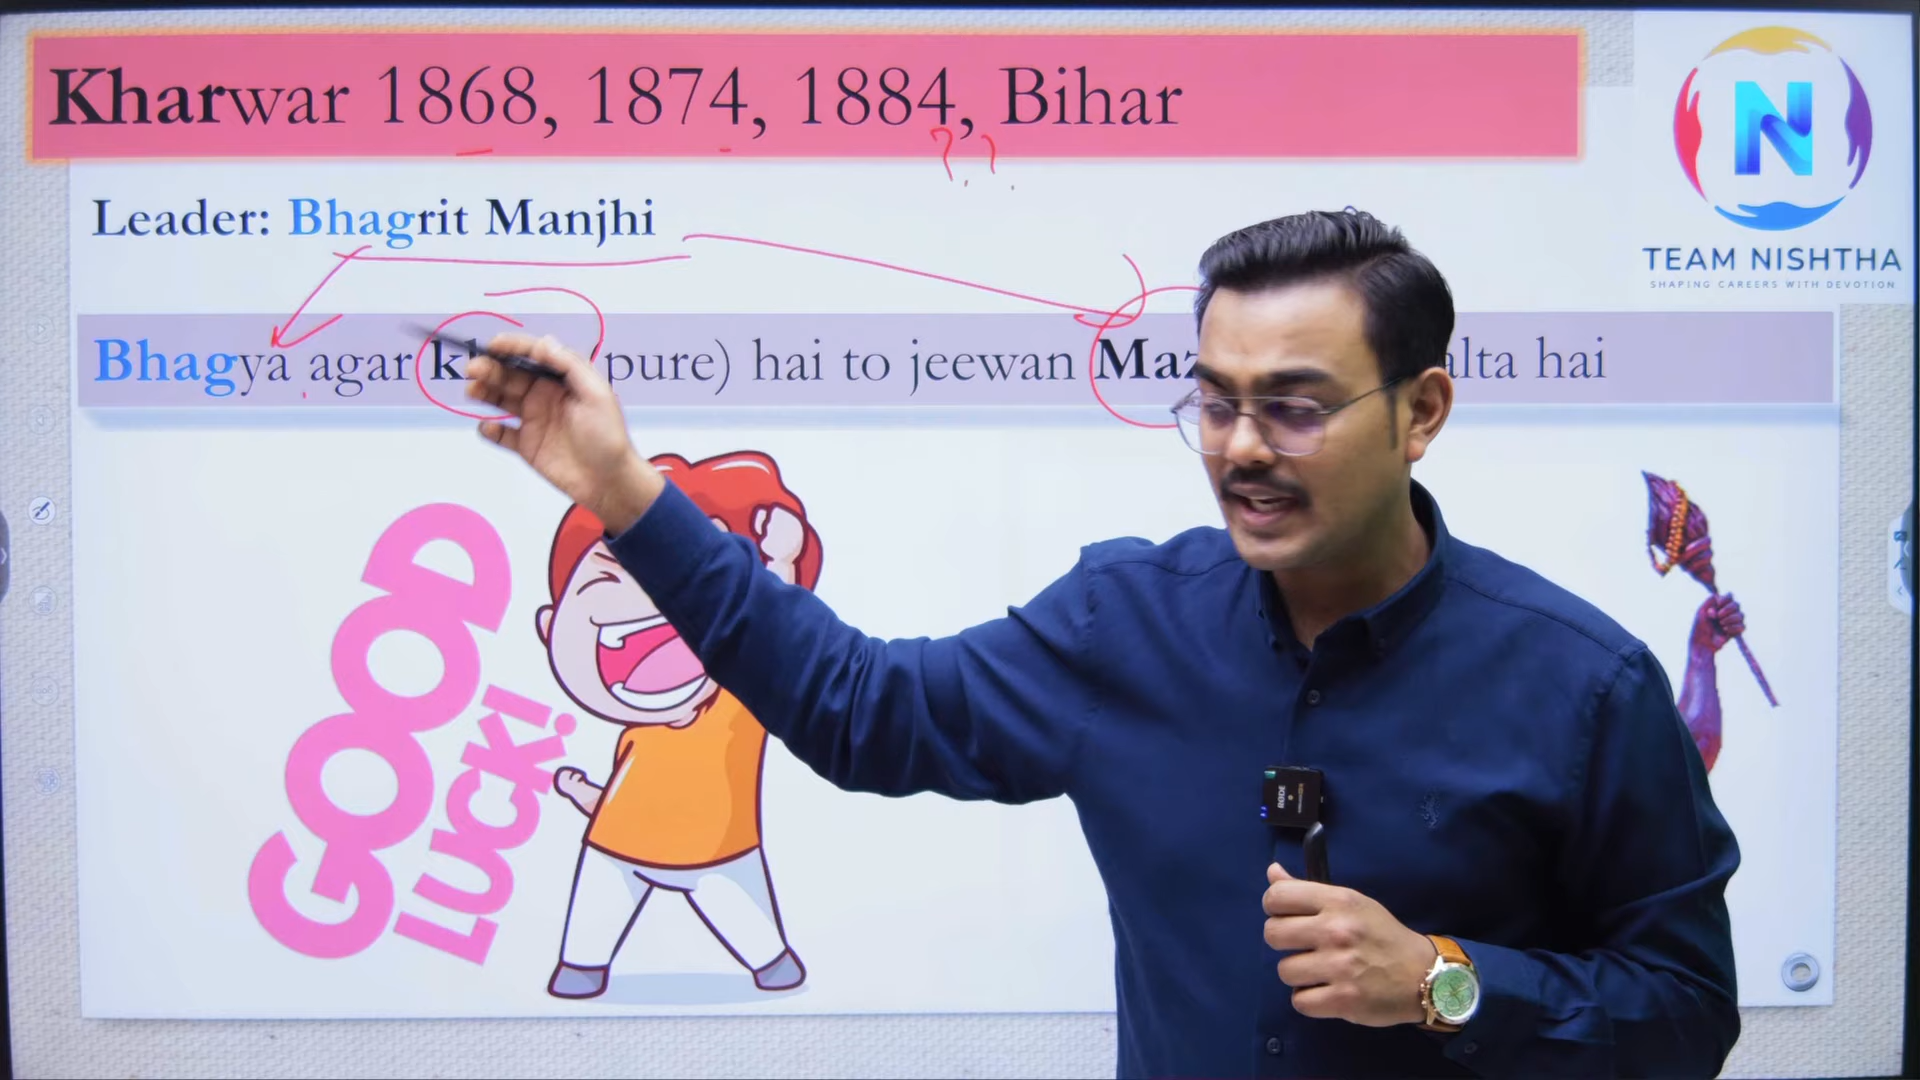 Kharwar 1868, 1874, 1884, Bihar
??
Leader: Bhagrit Manjhi
Bhagya agar (pure) hai to jeewan hai
GOOD
LUCK!
N
TEAM NISHTHA
SHAPING CAREERS WITH DEVOTION
RØDE